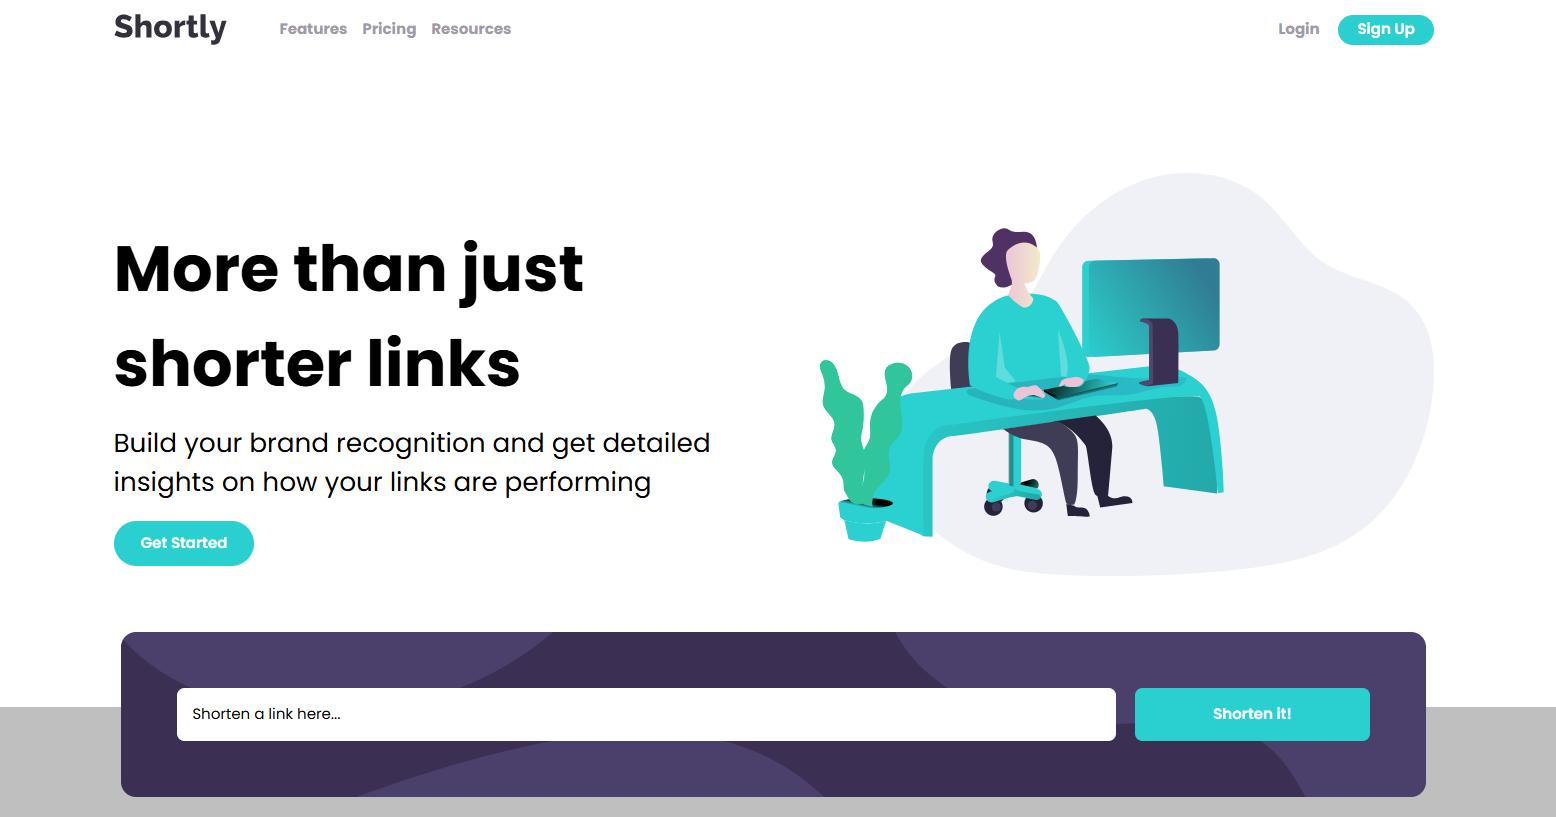 Shortly
Features Pricing Resources
Login
Sign Up
More than just
shorter links
Build your brand recognition and get detailed
insights on how your links are performing
Get Started
Shorten a link here...
Shorten it!